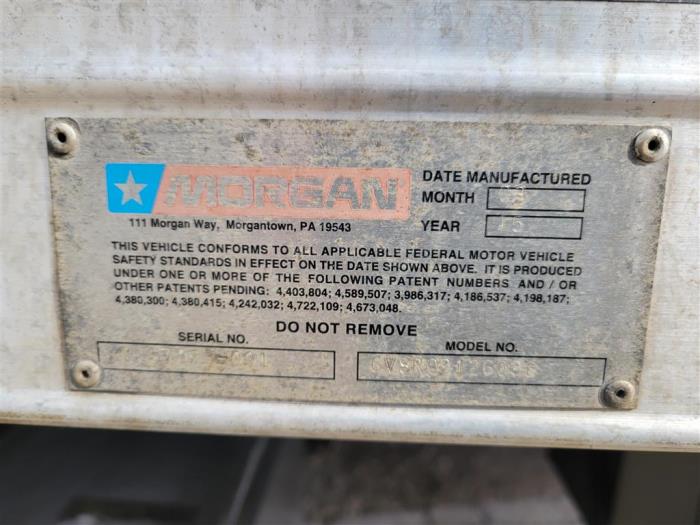 MORGAN
111 Morgan Way, Morgantown, PA 19543
DATE MANUFACTURED
MONTH
YEAR 15
THIS VEHICLE CONFORMS TO ALL APPLICABLE FEDERAL MOTOR VEHICLE
SAFETY STANDARDS IN EFFECT ON THE DATE SHOWN ABOVE. IT IS PRODUCED
UNDER ONE OR MORE OF THE FOLLOWING PATENT NUMBERS AND / OR
OTHER PATENTS PENDING: 4,403,804; 4,589,507; 3,986,317; 4,186,537; 4,198,187;
4,380,300; 4,380,415; 4,242,032; 4,722,109; 4,673,048.
DO NOT REMOVE
SERIAL NO.
MODEL NO.